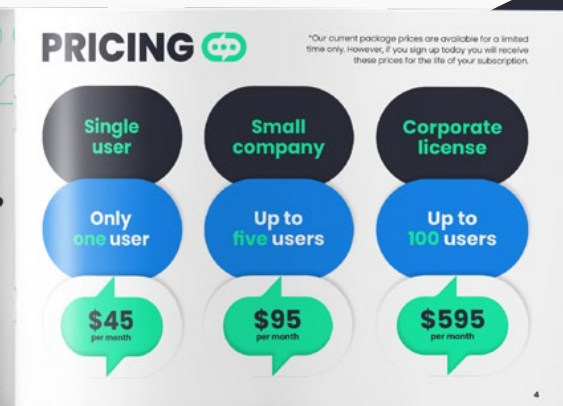 PRICING
*Our current package prices are available for a limited
time only. However, if you sign up today you will receive
these prices for the life of your subscription.
Single
user
Small
company
Corporate
license
Only
one user
Up to
five users
Up to
100 users
$45
per month
$95
per month
$595
per month
4